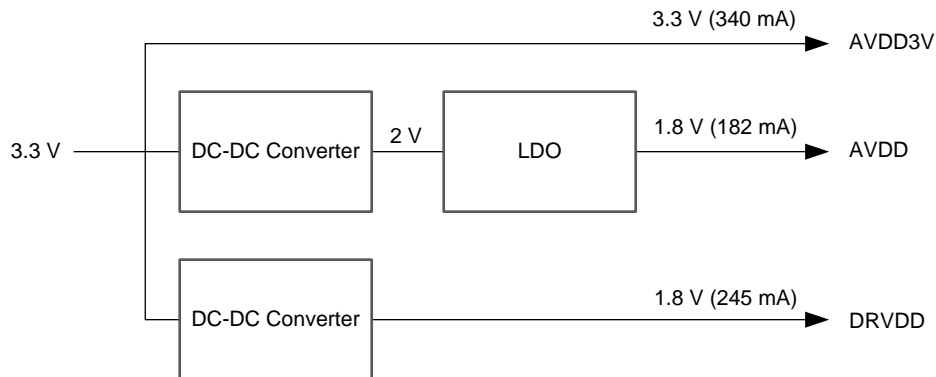 3.3 V (340 mA)
AVDD3V
3.3 V
DC-DC Converter
2 V
LDO
1.8 V (182 mA)
AVDD
DC-DC Converter
1.8 V (245 mA)
DRVDD